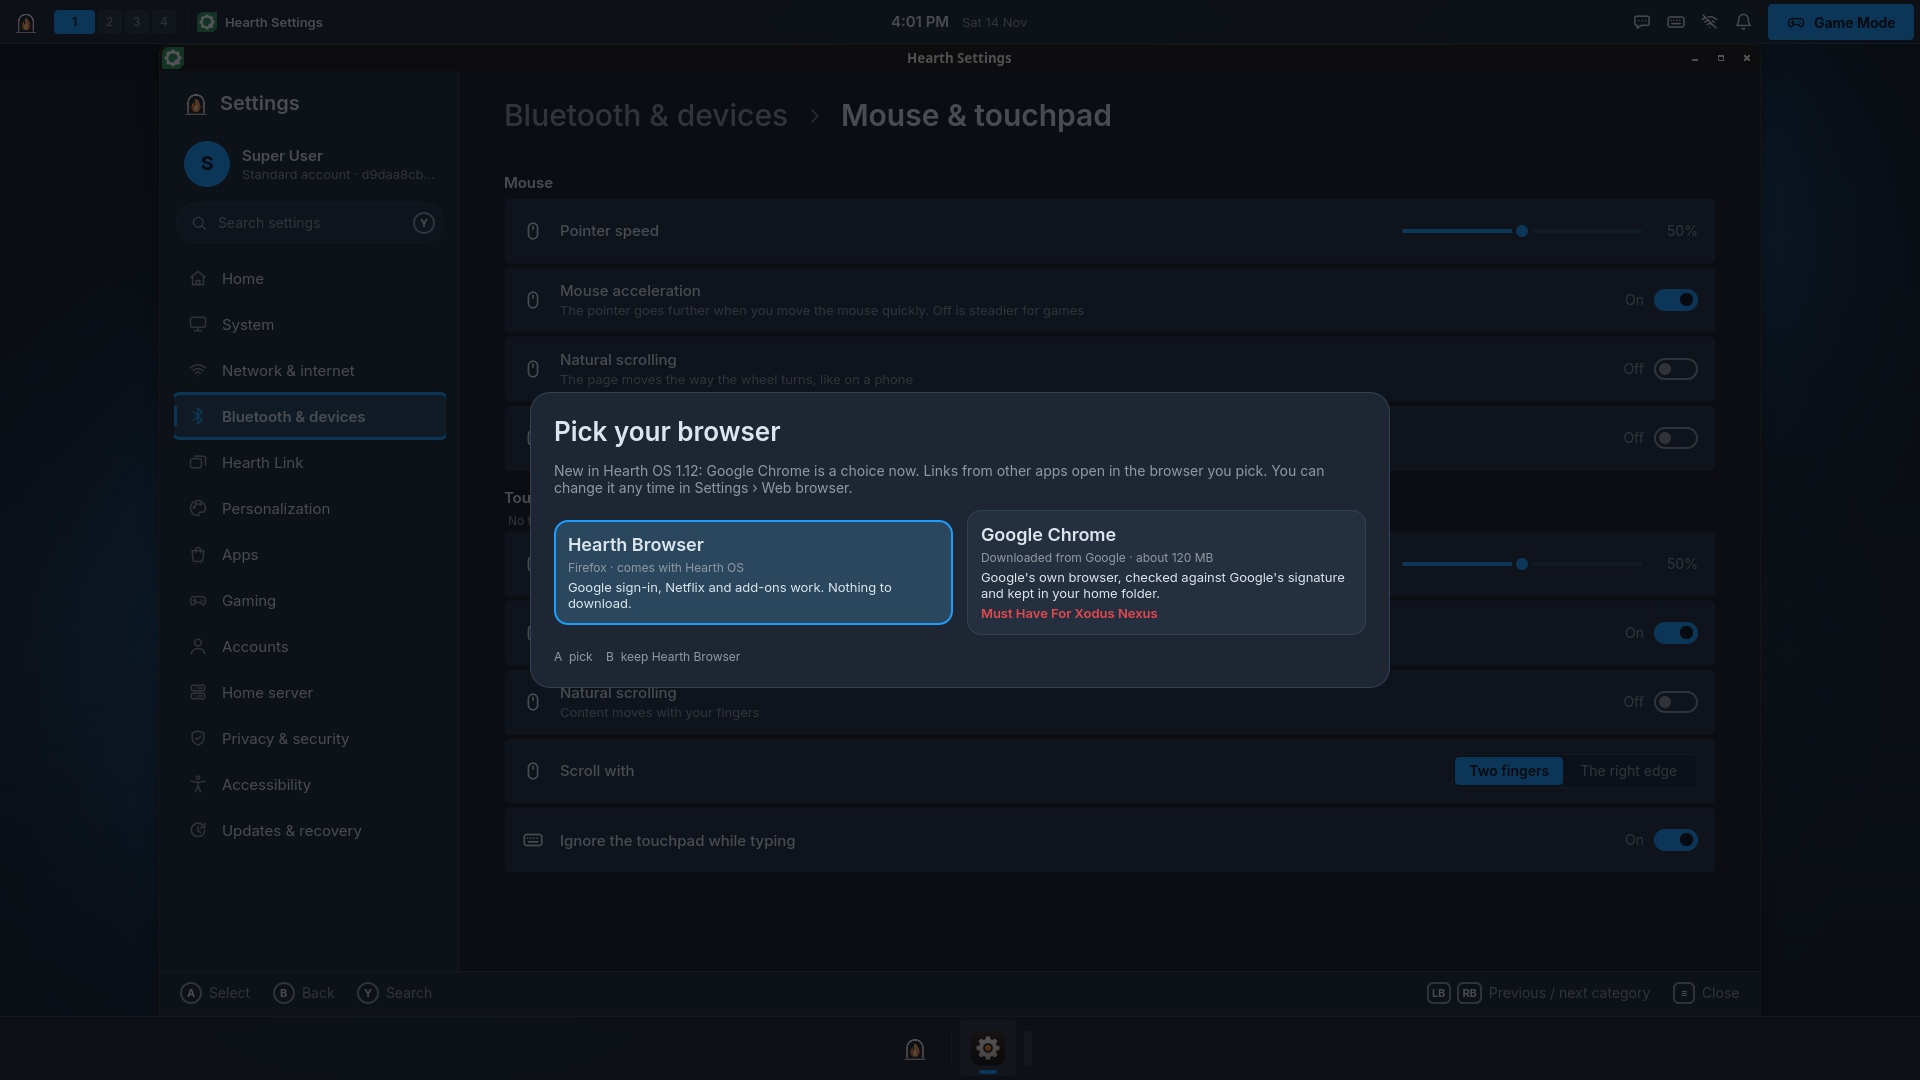 1 2 3 4 Hearth Settings 4:01 PM Sat 14 Nov Game Mode
Hearth Settings
Settings
Super User
Standard account · d9daa8cb...
Search settings Y
Home
System
Network & internet
Bluetooth & devices
Hearth Link
Personalization
Apps
Gaming
Accounts
Home server
Privacy & security
Accessibility
Updates & recovery
Bluetooth & devices › Mouse & touchpad
Mouse
Pointer speed 50%
Mouse acceleration
The pointer goes further when you move the mouse quickly. Off is steadier for games
On
Natural scrolling
The page moves the way the wheel turns, like on a phone
Off
Off
Pick your browser
New in Hearth OS 1.12: Google Chrome is a choice now. Links from other apps open in the browser you pick. You can
change it any time in Settings › Web browser.
Hearth Browser
Firefox · comes with Hearth OS
Google sign-in, Netflix and add-ons work. Nothing to
download.
Google Chrome
Downloaded from Google · about 120 MB
Google's own browser, checked against Google's signature
and kept in your home folder.
Must Have For Xodus Nexus
A pick B keep Hearth Browser
50%
On
Natural scrolling
Content moves with your fingers
Off
Scroll with Two fingers The right edge
Ignore the touchpad while typing On
A Select B Back Y Search LB RB Previous / next category ≡ Close